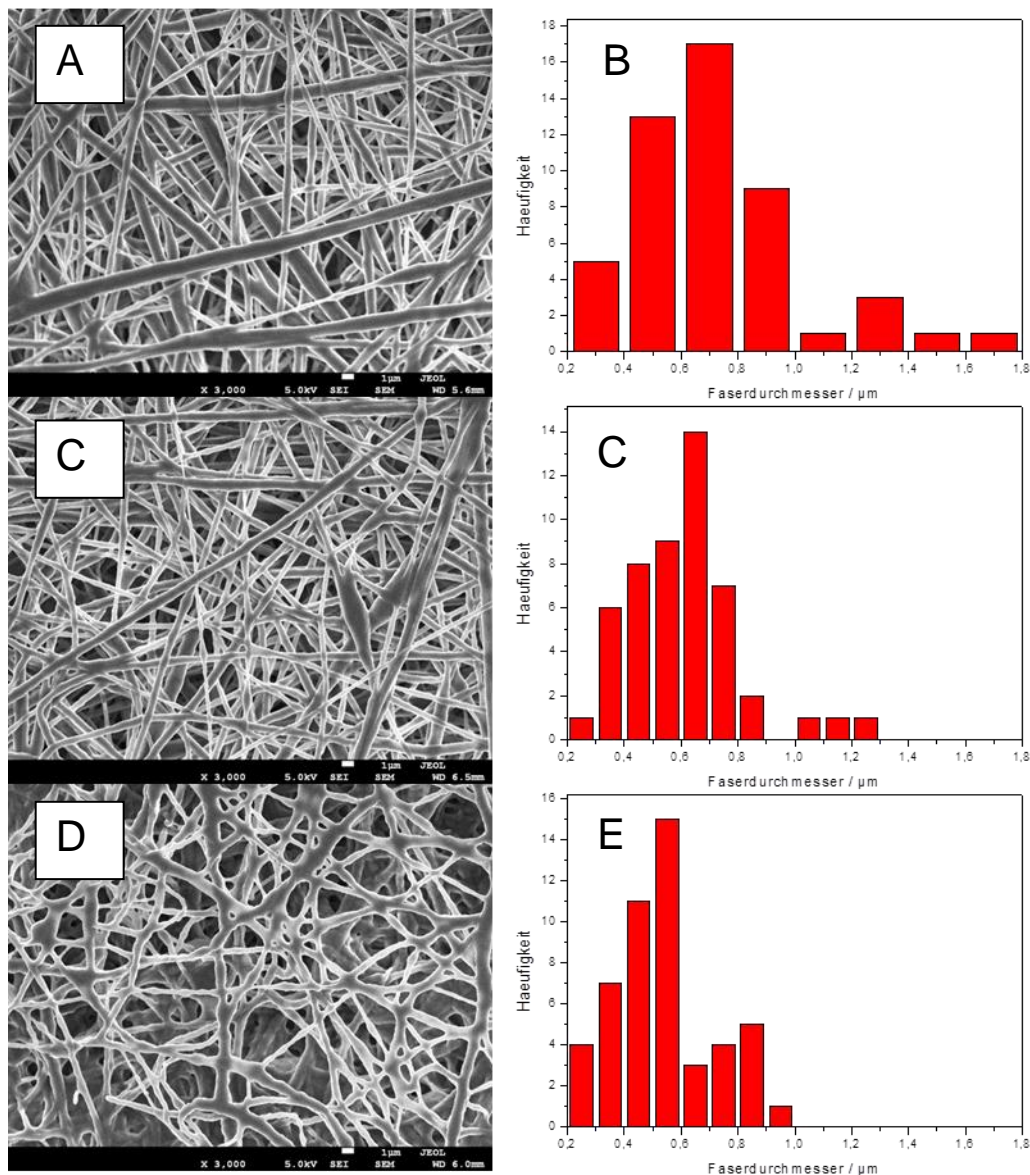 A
X 3,000 5.0kV SEI 1µm JEOL
SEM WD 5.6mm
B
Haeufigkeit
18
16
14
12
10
8
6
4
2
0
0,2 0,4 0,6 0,8 1,0 1,2 1,4 1,6 1,8
Faserdurchmesser / µm
C
X 3,000 5.0kV SEI 1µm JEOL
SEM WD 6.5mm
C
Haeufigkeit
14
12
10
8
6
4
2
0
0,2 0,4 0,6 0,8 1,0 1,2 1,4 1,6 1,8
Faserdurchmesser / µm
D
X 3,000 5.0kV SEI 1µm JEOL
SEM WD 6.0mm
E
Haeufigkeit
16
14
12
10
8
6
4
2
0
0,2 0,4 0,6 0,8 1,0 1,2 1,4 1,6 1,8
Faserdurchmesser / µm